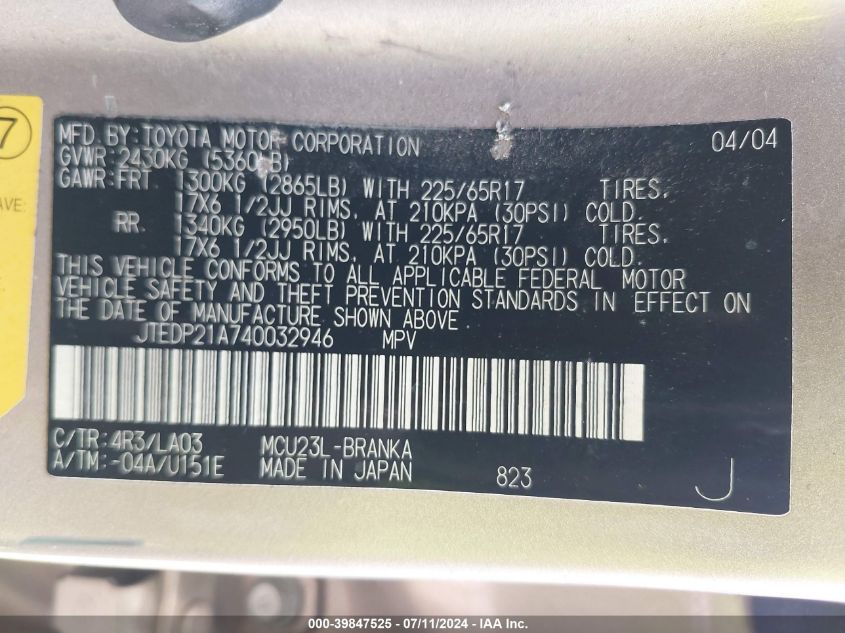 7
AVE:
MFD. BY: TOYOTA MOTOR CORPORATION 04/04
GVWR: 2430KG (5360LB)
GAWR: FRT 1300KG (2865LB) WITH 225/65R17 TIRES,
17X6 1/2JJ RIMS, AT 210KPA (30PSI) COLD.
RR. 1340KG (2950LB) WITH 225/65R17 TIRES,
17X6 1/2JJ RIMS, AT 210KPA (30PSI) COLD.
THIS VEHICLE CONFORMS TO ALL APPLICABLE FEDERAL MOTOR
VEHICLE SAFETY AND THEFT PREVENTION STANDARDS IN EFFECT ON
THE DATE OF MANUFACTURE SHOWN ABOVE.
JTEDP21A740032946 MPV
C/TR: 4R3/LA03 MCU23L-BRANKA
A/TM: -04A/U151E MADE IN JAPAN 823 J
000-39847525 - 07/11/2024 - IAA Inc.